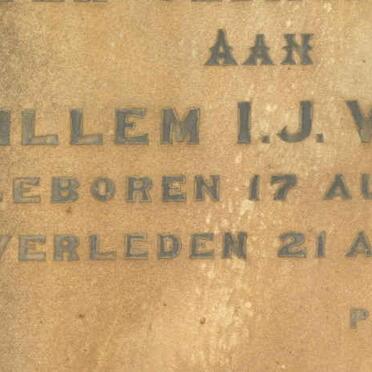 AAN
ILLEM I.J. V
EBOREN 17 AU
VERLEDEN 21 A
P